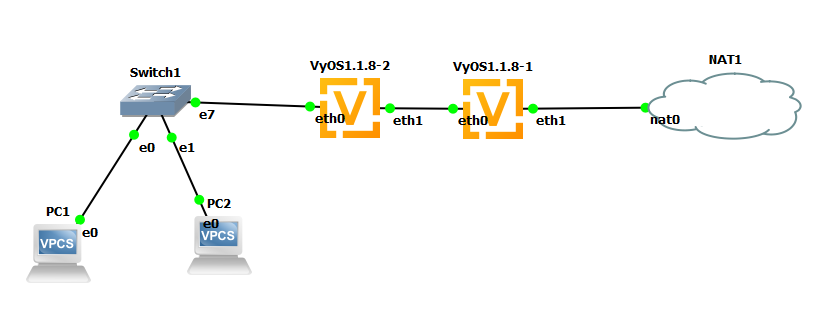 VyOS1.1.8-2
VyOS1.1.8-1
NAT1
Switch1
e7
eth0
eth1
eth0
eth1
nat0
e0
e1
PC1
PC2
e0
e0
VPCS
VPCS